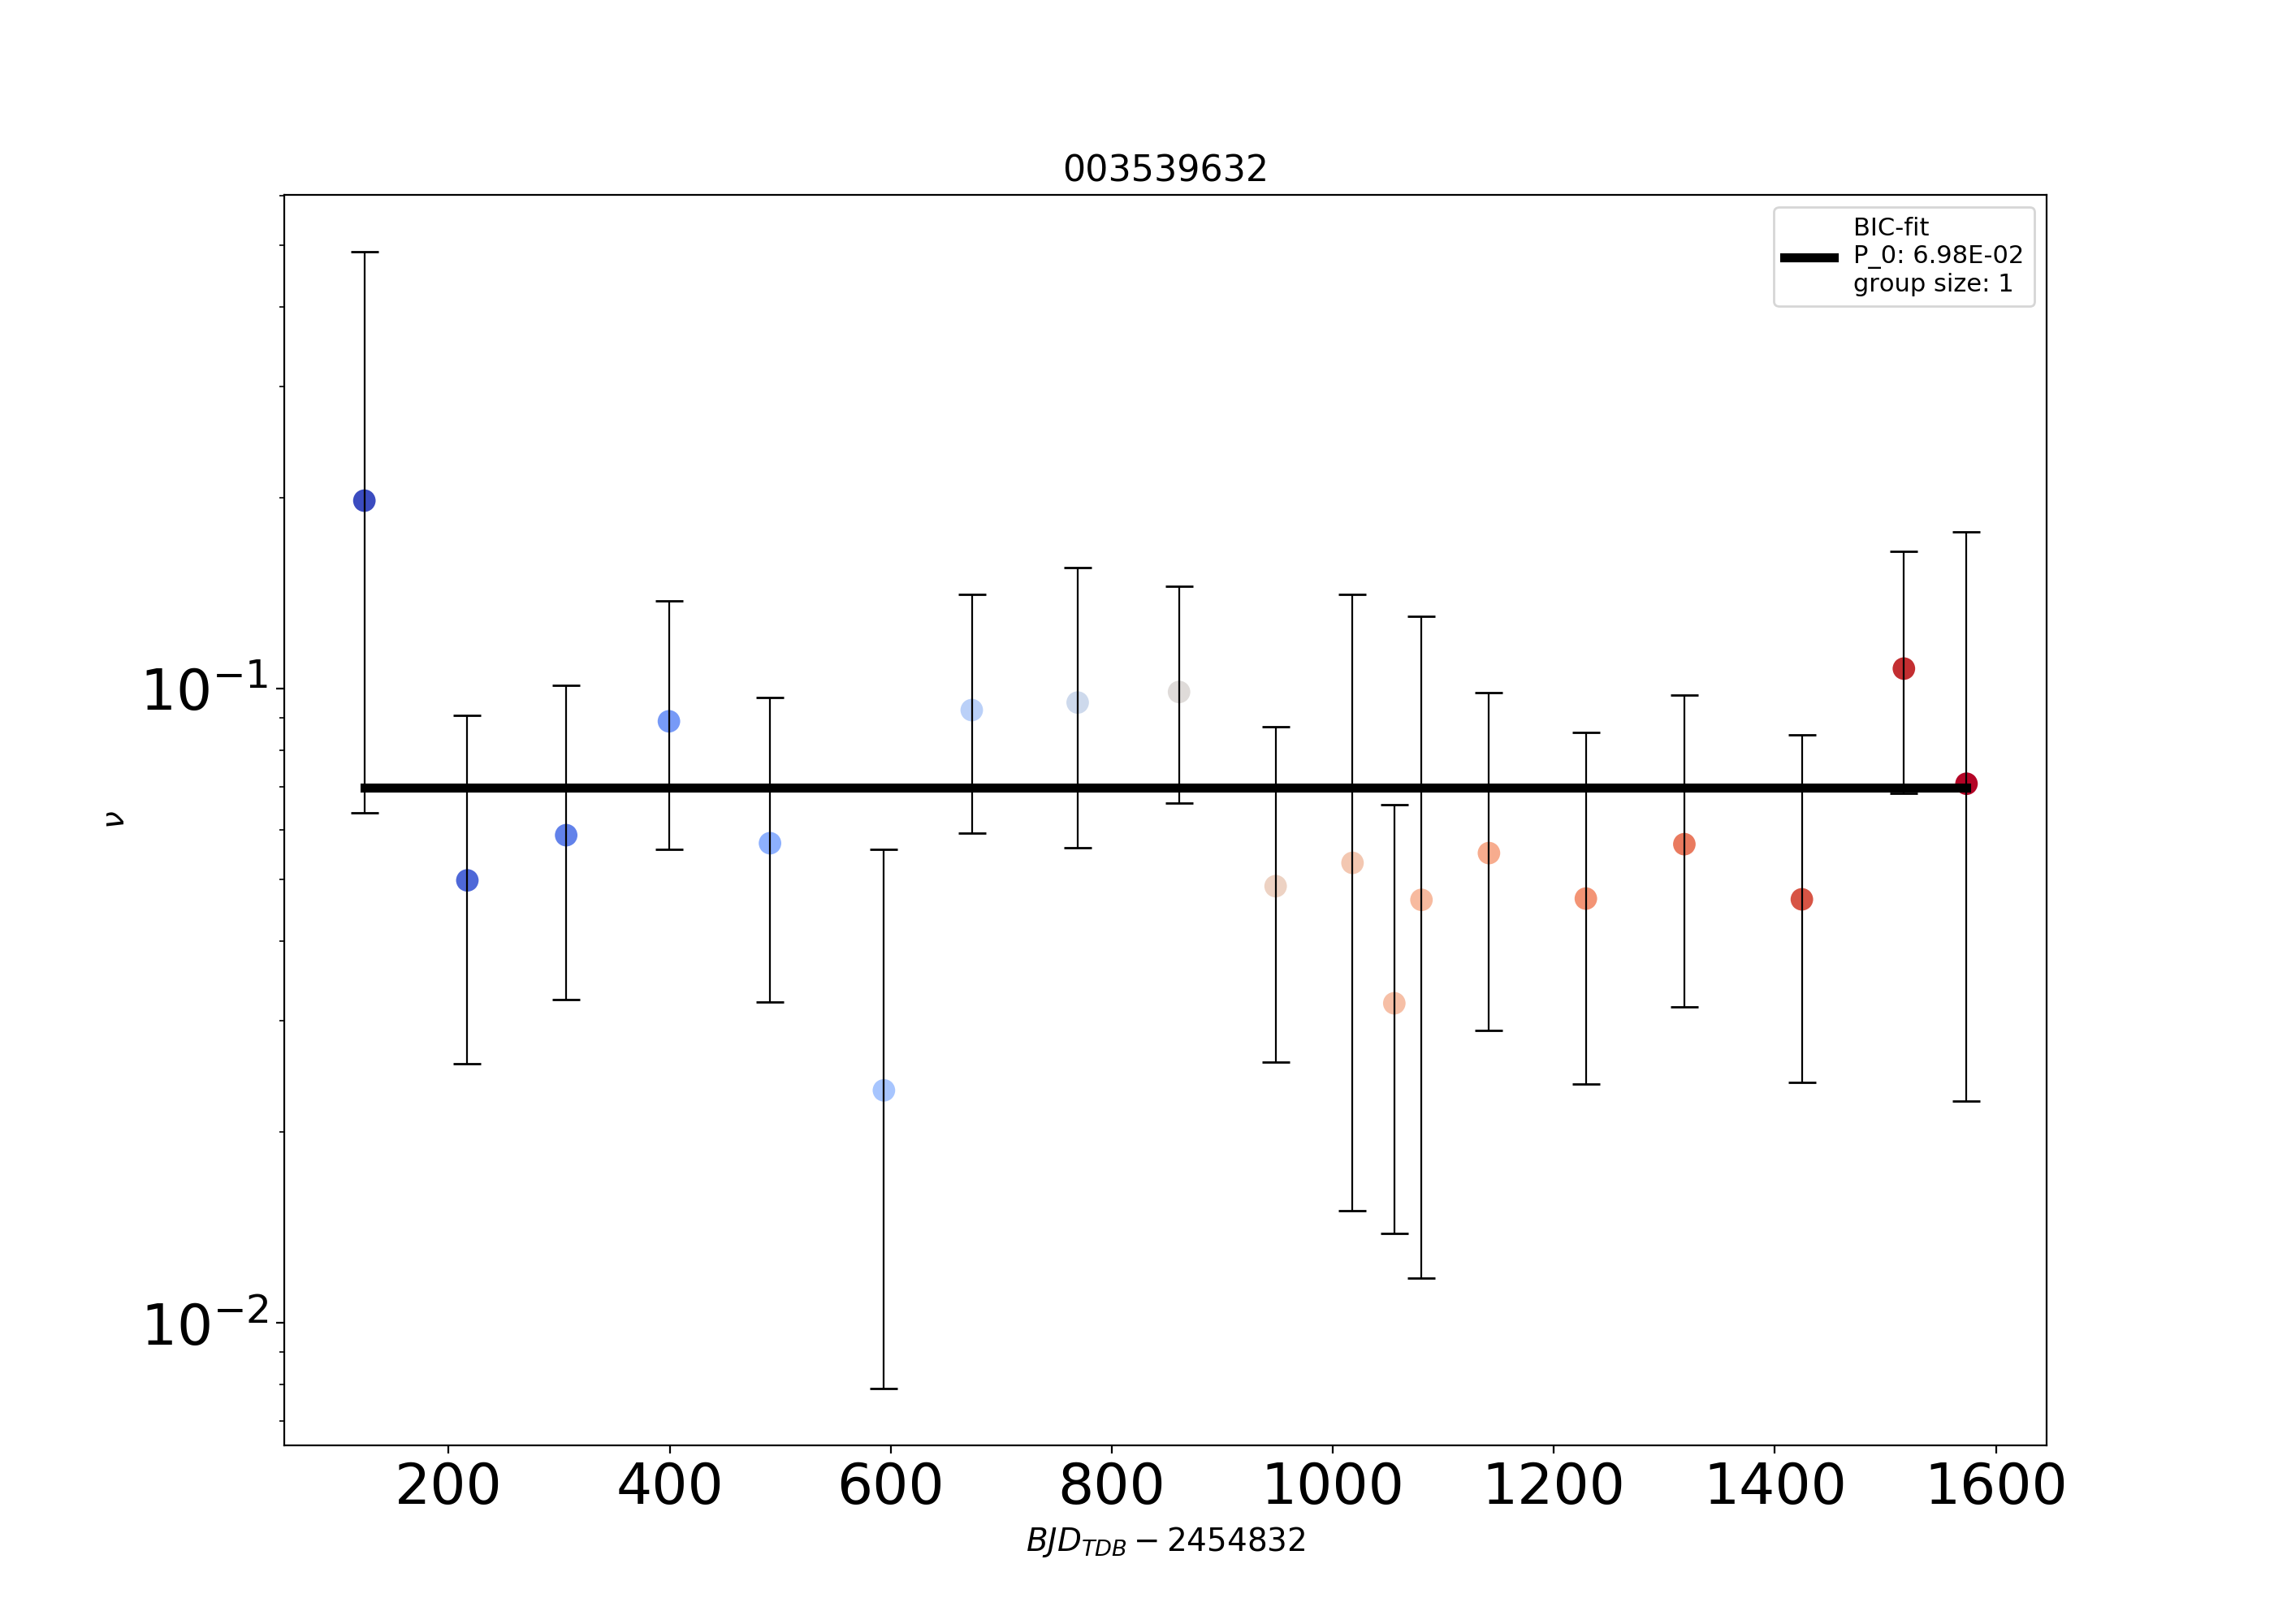 003539632
BIC-fit
P_0: 6.98E-02
group size: 1
10⁻¹
ν
10⁻²
200 400 600 800 1000 1200 1400 1600
BJD_TDB − 2454832